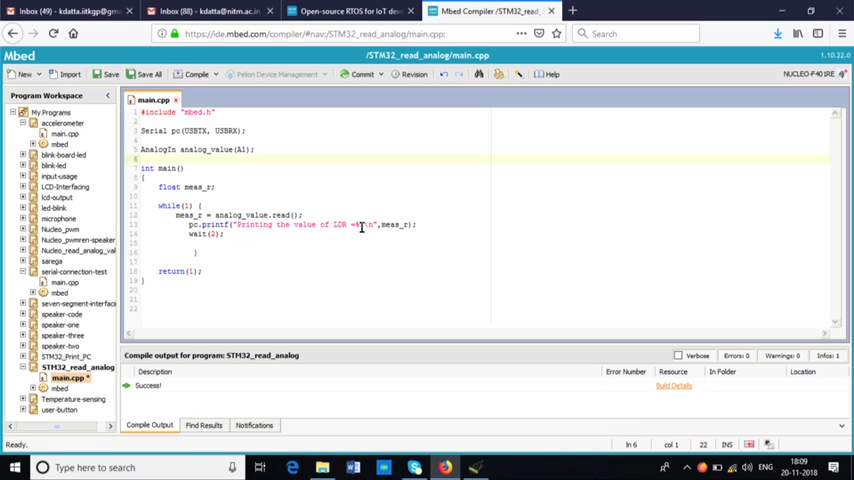 Inbox (49) - kdatta.iitkgp@gma
Inbox (88) - kdatta@nitm.ac.in
Open-source RTOS for IoT dev
Mbed Compiler /STM32_read_
https://ide.mbed.com/compiler/#nav:/STM32_read_analog/main.cpp;
Search
Mbed
/STM32_read_analog/main.cpp
1.10.22.0
New
Import
Save
Save All
Compile
Pelion Device Management
Commit
Revision
Help
NUCLEO-F401RE
Program Workspace
My Programs
accelerometer
main.cpp
mbed
blink-board-led
blink-led
input-usage
LCD-Interfacing
lcd-output
led-blink
microphone
Nucleo_pwm
Nucleo_pwmren-speake
Nucleo_read_analog_va
sarega
serial-connection-test
main.cpp
mbed
seven-segment-interfaci
speaker-code
speaker-one
speaker-three
speaker-two
STM32_Print_PC
STM32_read_analog
main.cpp *
mbed
Temperature-sensing
user-button
main.cpp x
1 #include "mbed.h"
2
3 Serial pc(USBTX, USBRX);
4
5 AnalogIn analog_value(A1);
6
7 int main()
8 {
9 float meas_r;
10
11 while(1) {
12 meas_r = analog_value.read();
13 pc.printf("Printing the value of LDR =% \n",meas_r);
14 wait(2);
15
16 }
17
18 return(1);
19 }
20
21
22
Compile output for program: STM32_read_analog
Verbose
Errors: 0
Warnings: 0
Infos: 1
Description
Error Number
Resource
In Folder
Location
Success!
Build Details
Compile Output
Find Results
Notifications
Ready.
ln 6
col 1
22
INS
Type here to search
ENG
18:09
20-11-2018